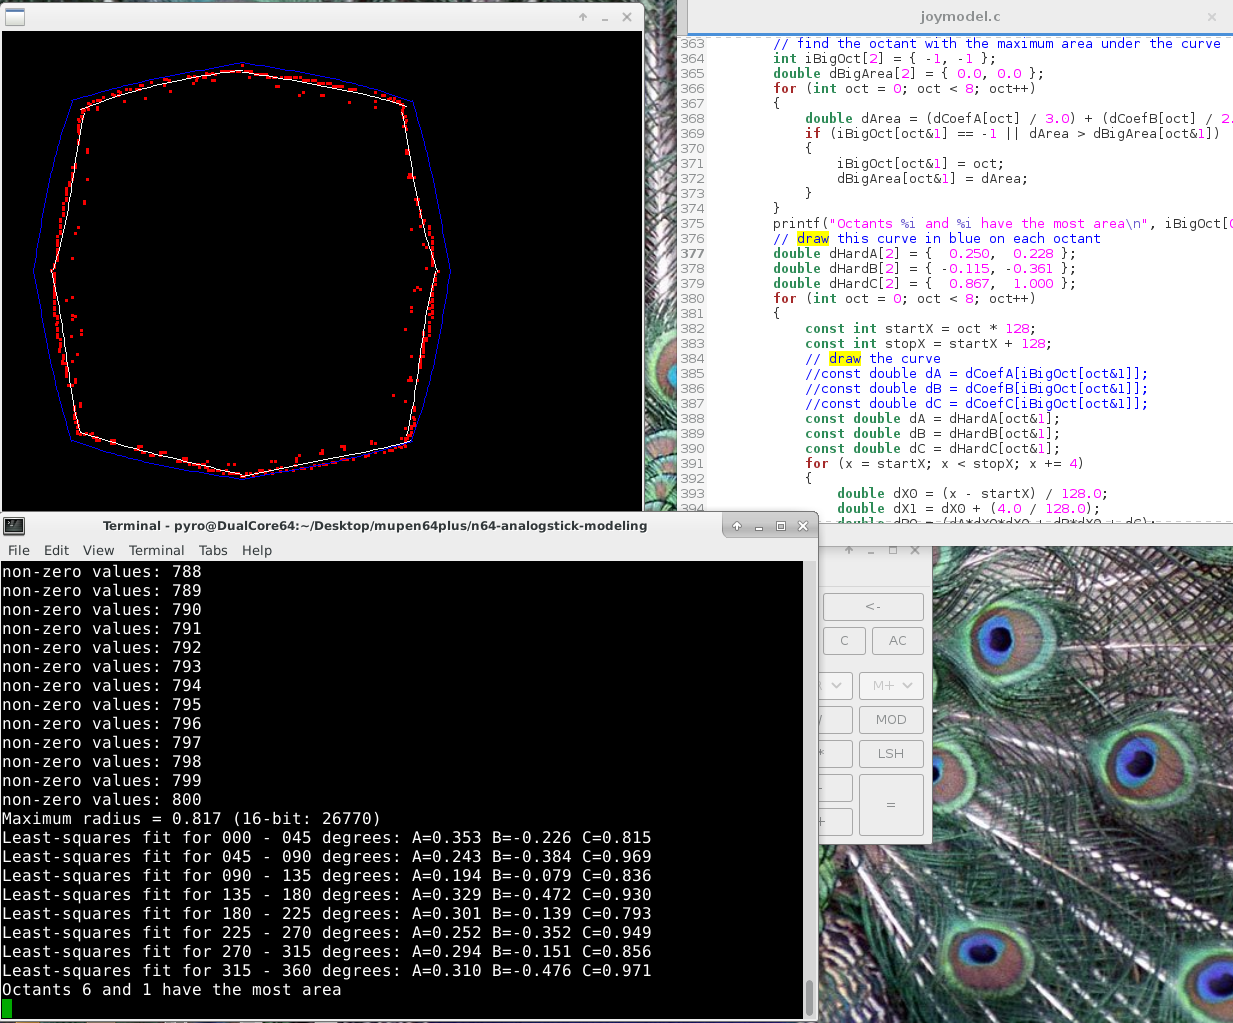 joymodel.c
363 // find the octant with the maximum area under the curve
364 int iBigOct[2] = { -1, -1 };
365 double dBigArea[2] = { 0.0, 0.0 };
366 for (int oct = 0; oct < 8; oct++)
367 {
368 double dArea = (dCoefA[oct] / 3.0) + (dCoefB[oct] / 2.
369 if (iBigOct[oct&1] == -1 || dArea > dBigArea[oct&1])
370 {
371 iBigOct[oct&1] = oct;
372 dBigArea[oct&1] = dArea;
373 }
374 }
375 printf("Octants %i and %i have the most area\n", iBigOct[
376 // draw this curve in blue on each octant
377 double dHardA[2] = {  0.250,  0.228 };
378 double dHardB[2] = { -0.115, -0.361 };
379 double dHardC[2] = {  0.867,  1.000 };
380 for (int oct = 0; oct < 8; oct++)
381 {
382 const int startX = oct * 128;
383 const int stopX = startX + 128;
384 // draw the curve
385 //const double dA = dCoefA[iBigOct[oct&1]];
386 //const double dB = dCoefB[iBigOct[oct&1]];
387 //const double dC = dCoefC[iBigOct[oct&1]];
388 const double dA = dHardA[oct&1];
389 const double dB = dHardB[oct&1];
390 const double dC = dHardC[oct&1];
391 for (x = startX; x < stopX; x += 4)
392 {
393 double dX0 = (x - startX) / 128.0;
394 double dX1 = dX0 + (4.0 / 128.0);
Terminal - pyro@DualCore64:~/Desktop/mupen64plus/n64-analogstick-modeling
File Edit View Terminal Tabs Help
non-zero values: 788
non-zero values: 789
non-zero values: 790
non-zero values: 791
non-zero values: 792
non-zero values: 793
non-zero values: 794
non-zero values: 795
non-zero values: 796
non-zero values: 797
non-zero values: 798
non-zero values: 799
non-zero values: 800
Maximum radius = 0.817 (16-bit: 26770)
Least-squares fit for 000 - 045 degrees: A=0.353 B=-0.226 C=0.815
Least-squares fit for 045 - 090 degrees: A=0.243 B=-0.384 C=0.969
Least-squares fit for 090 - 135 degrees: A=0.194 B=-0.079 C=0.836
Least-squares fit for 135 - 180 degrees: A=0.329 B=-0.472 C=0.930
Least-squares fit for 180 - 225 degrees: A=0.301 B=-0.139 C=0.793
Least-squares fit for 225 - 270 degrees: A=0.252 B=-0.352 C=0.949
Least-squares fit for 270 - 315 degrees: A=0.294 B=-0.151 C=0.856
Least-squares fit for 315 - 360 degrees: A=0.310 B=-0.476 C=0.971
Octants 6 and 1 have the most area
<-
C AC
M+
MOD
LSH
=